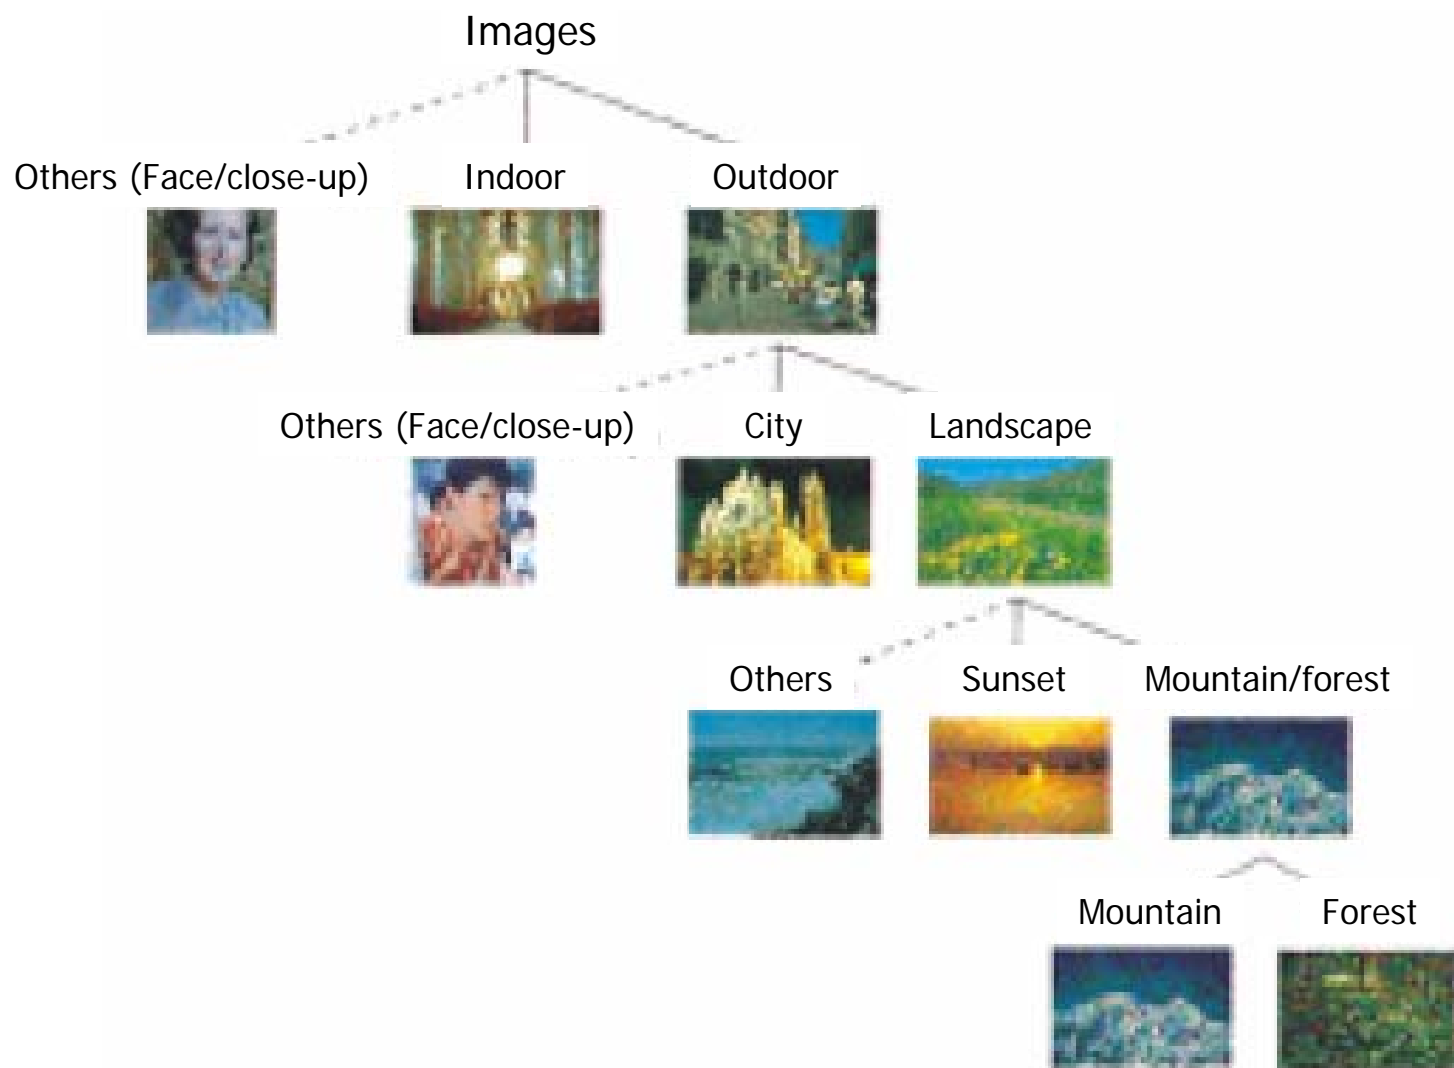 Images
Others (Face/close-up) Indoor Outdoor
Others (Face/close-up) City Landscape
Others Sunset Mountain/forest
Mountain Forest